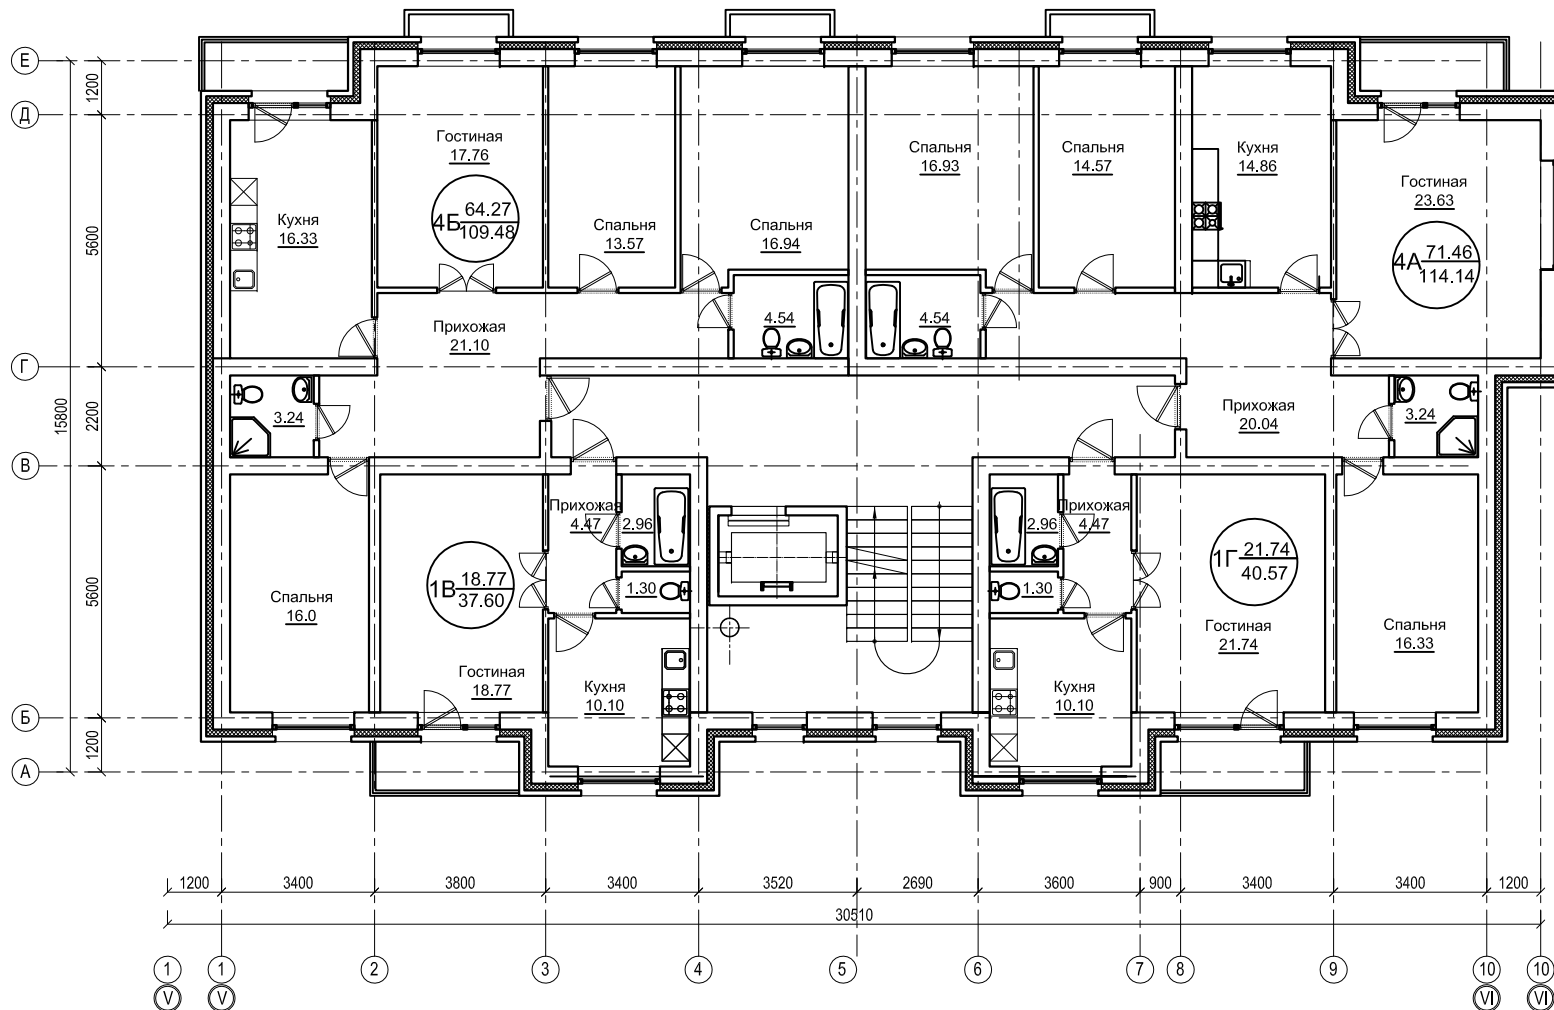 Е
Д
Г
В
Б
А
1200
5600
2200
5600
1200
15800
Гостиная
17.76
4Б
64.27
109.48
Кухня
16.33
Спальня
13.57
Спальня
16.94
Спальня
16.93
Спальня
14.57
Кухня
14.86
Гостиная
23.63
4А
71.46
114.14
Прихожая
21.10
4.54
4.54
3.24
Прихожая
20.04
3.24
Спальня
16.0
1В
18.77
37.60
Гостиная
18.77
Прихожая
4.47
2.96
1.30
Кухня
10.10
2.96
Прихожая
4.47
1.30
Кухня
10.10
1Г
21.74
40.57
Гостиная
21.74
Спальня
16.33
1200
3400
3800
3400
3520
2690
3600
900
3400
3400
1200
30510
1
1
2
3
4
5
6
7
8
9
10
10
V
V
VI
VI